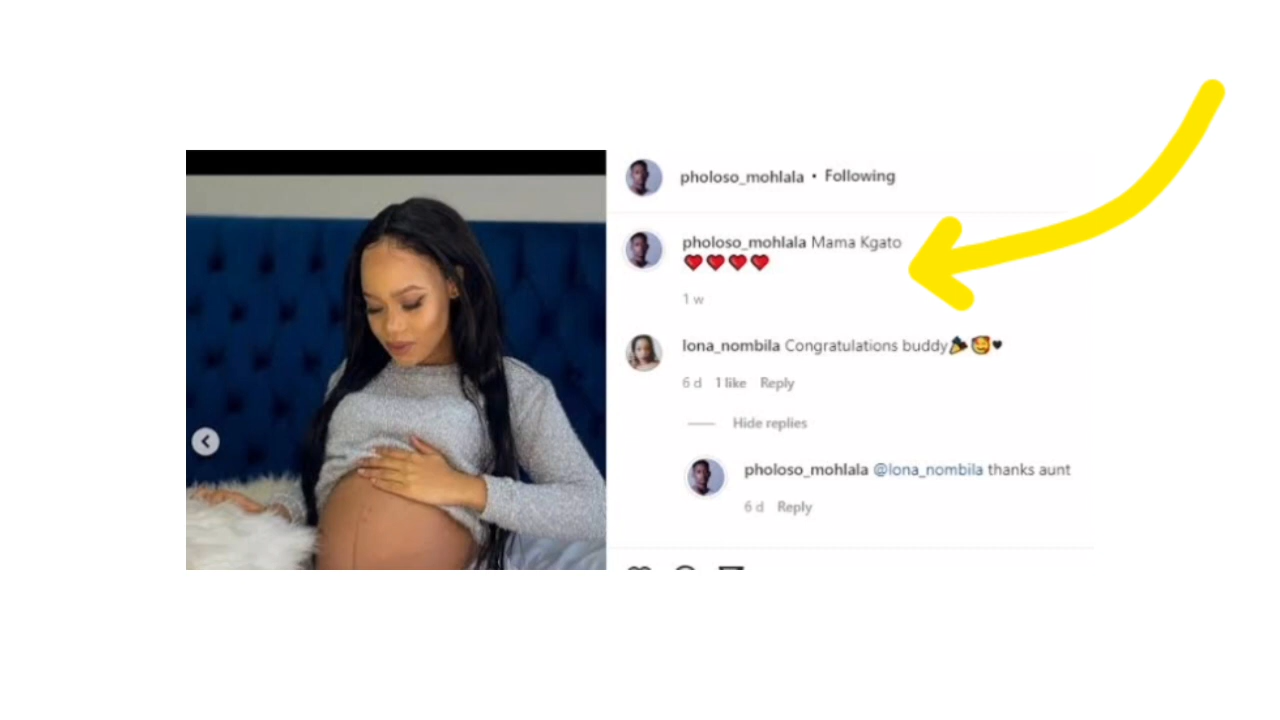 pholoso_mohlala • Following
pholoso_mohlala Mama Kgato
❤❤❤❤
1 w
lona_nombila Congratulations buddy🎉🥰♥
6 d 1 like Reply
Hide replies
pholoso_mohlala @lona_nombila thanks aunt
6 d Reply